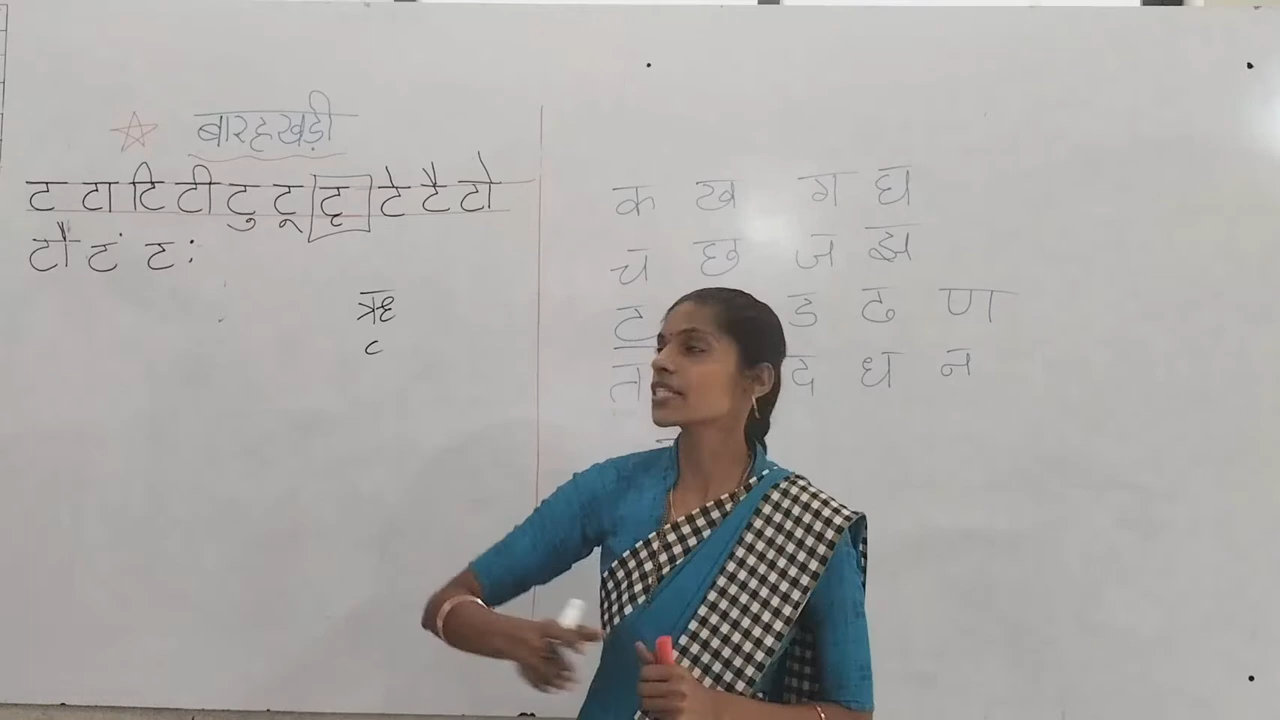 बारहखड़ी
ट टा टि टी टु टू टृ टे टै टो
टौ टं टः
ऋ
ृ
क ख ग घ
च छ ज झ
ट ड ढ ण
त द ध न